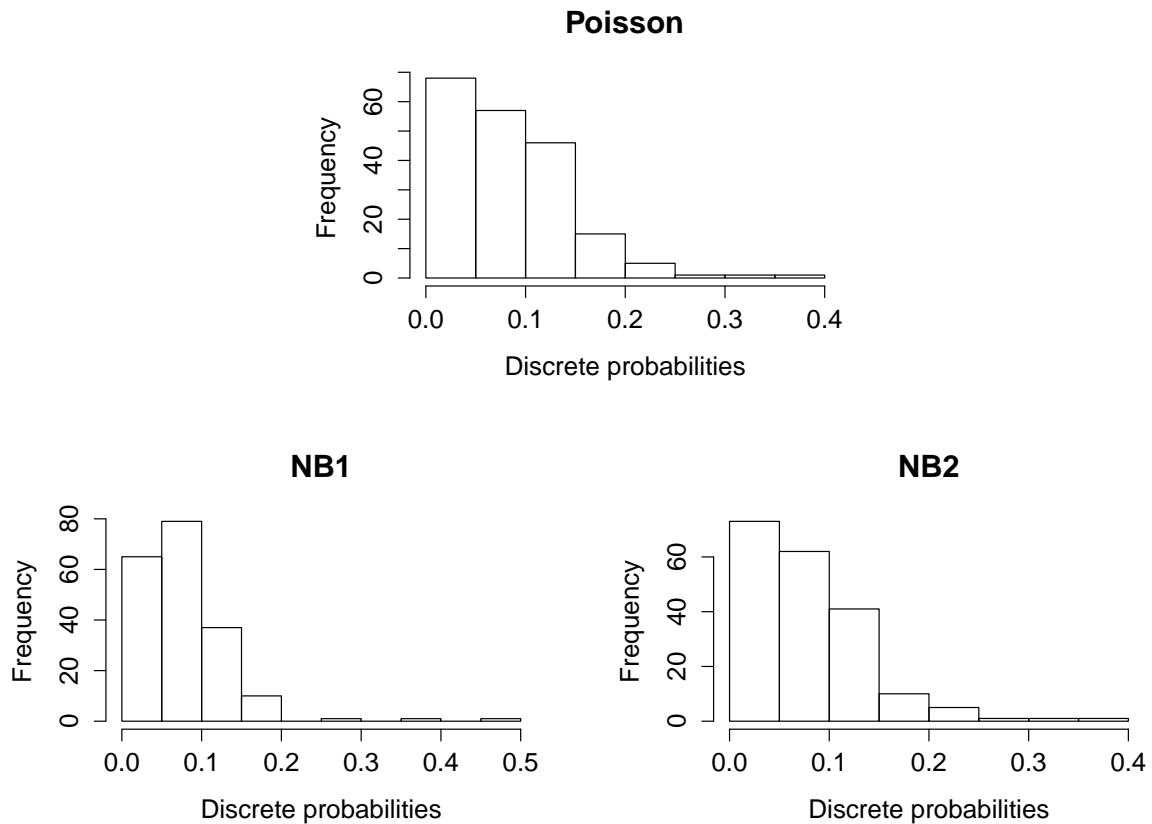 Poisson
Frequency
0 20 40 60
0.0 0.1 0.2 0.3 0.4
Discrete probabilities
NB1
Frequency
0 20 40 60 80
0.0 0.1 0.2 0.3 0.4 0.5
Discrete probabilities
NB2
Frequency
0 20 40 60
0.0 0.1 0.2 0.3 0.4
Discrete probabilities